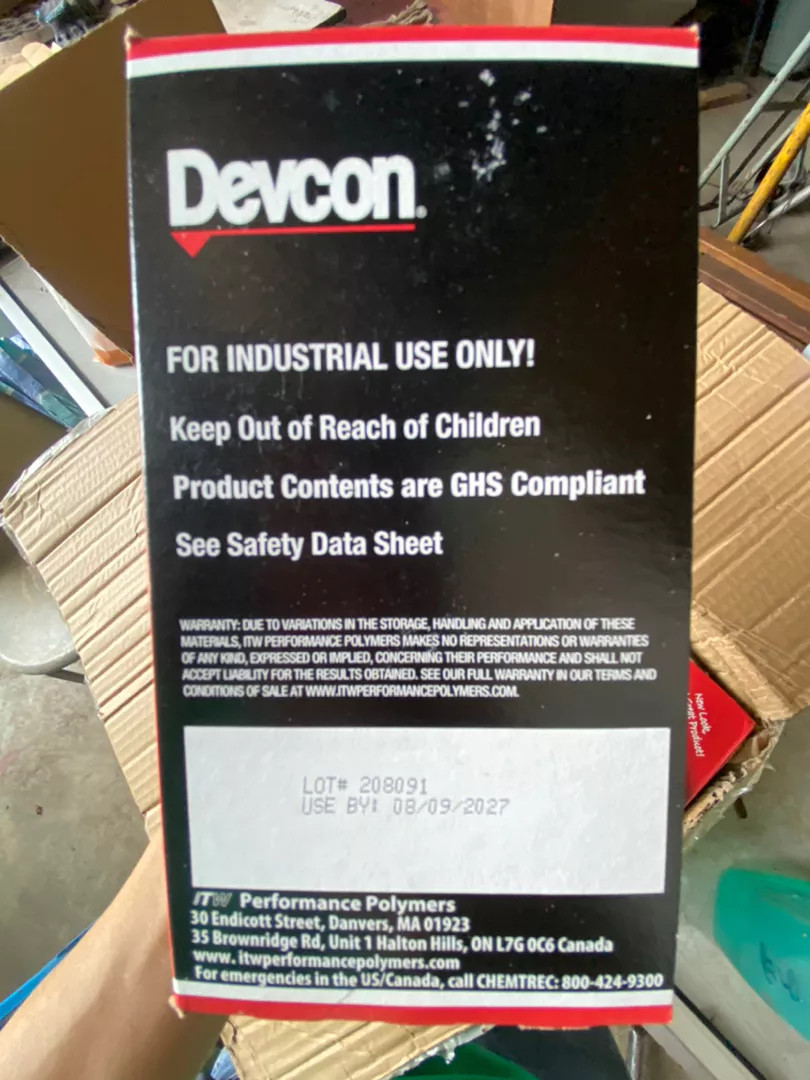 Devcon.
FOR INDUSTRIAL USE ONLY!
Keep Out of Reach of Children
Product Contents are GHS Compliant
See Safety Data Sheet
WARRANTY: DUE TO VARIATIONS IN THE STORAGE, HANDLING AND APPLICATION OF THESE
MATERIALS, ITW PERFORMANCE POLYMERS MAKES NO REPRESENTATIONS OR WARRANTIES
OF ANY KIND, EXPRESSED OR IMPLIED, CONCERNING THEIR PERFORMANCE AND SHALL NOT
ACCEPT LIABILITY FOR THE RESULTS OBTAINED. SEE OUR FULL WARRANTY IN OUR TERMS AND
CONDITIONS OF SALE AT WWW.ITWPERFORMANCEPOLYMERS.COM.
New Look,
Great Product!
LOT# 208091
USE BY: 08/09/2027
ITW Performance Polymers
30 Endicott Street, Danvers, MA 01923
35 Brownridge Rd, Unit 1 Halton Hills, ON L7G 0C6 Canada
www.itwperformancepolymers.com
For emergencies in the US/Canada, call CHEMTREC: 800-424-9300